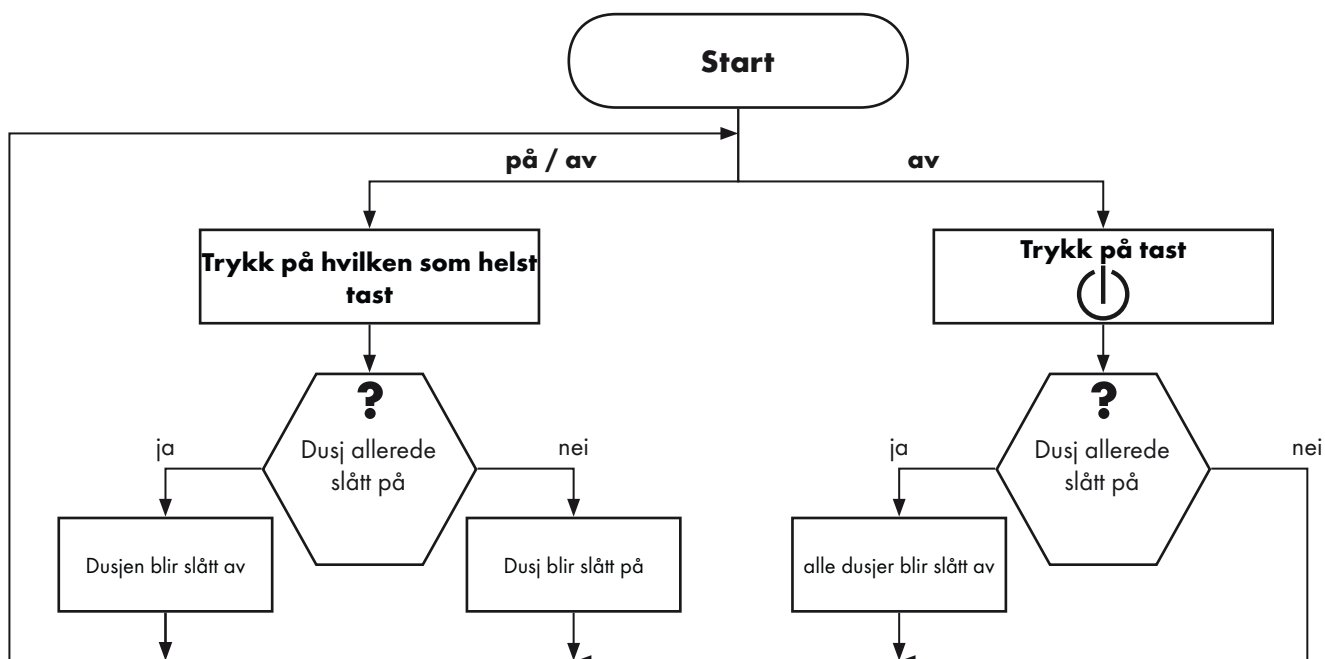 Start
på / av
av
Trykk på hvilken som helst
tast
Trykk på tast
?
Dusj allerede
slått på
ja
nei
?
Dusj allerede
slått på
ja
nei
Dusjen blir slått av
Dusj blir slått på
alle dusjer blir slått av